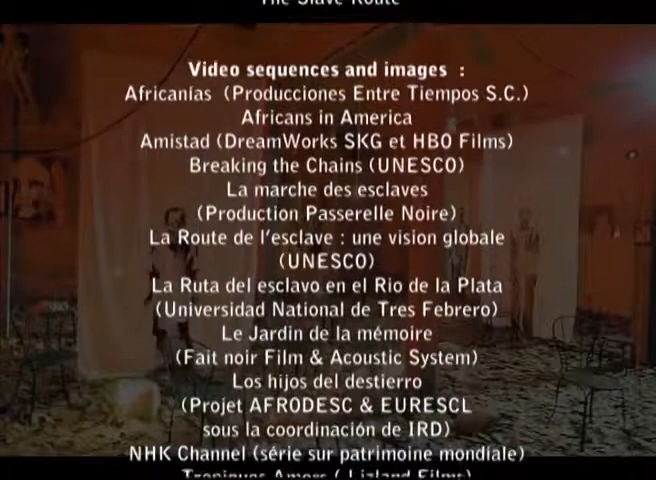 The Slave Route
Video sequences and images :
Africanías (Producciones Entre Tiempos S.C.)
Africans in America
Amistad (DreamWorks SKG et HBO Films)
Breaking the Chains (UNESCO)
La marche des esclaves
(Production Passerelle Noire)
La Route de l'esclave : une vision globale
(UNESCO)
La Ruta del esclavo en el Rio de la Plata
(Universidad National de Tres Febrero)
Le Jardin de la mémoire
(Fait noir Film & Acoustic System)
Los hijos del destierro
(Projet AFRODESC & EURESCL
sous la coordinación de IRD)
NHK Channel (série sur patrimoine mondiale)
Films)